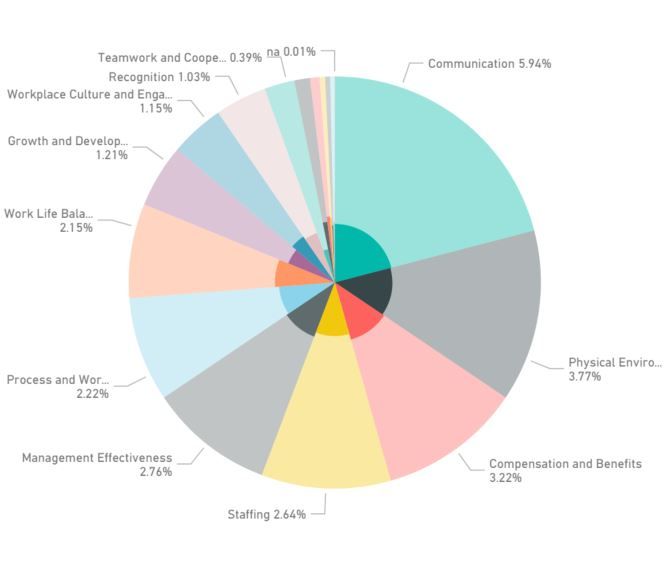 na 0.01%
Teamwork and Coope... 0.39%
Communication 5.94%
Recognition 1.03%
Workplace Culture and Enga...
1.15%
Growth and Develop...
1.21%
Work Life Bala...
2.15%
Physical Enviro...
3.77%
Process and Wor...
2.22%
Management Effectiveness
2.76%
Compensation and Benefits
3.22%
Staffing 2.64%